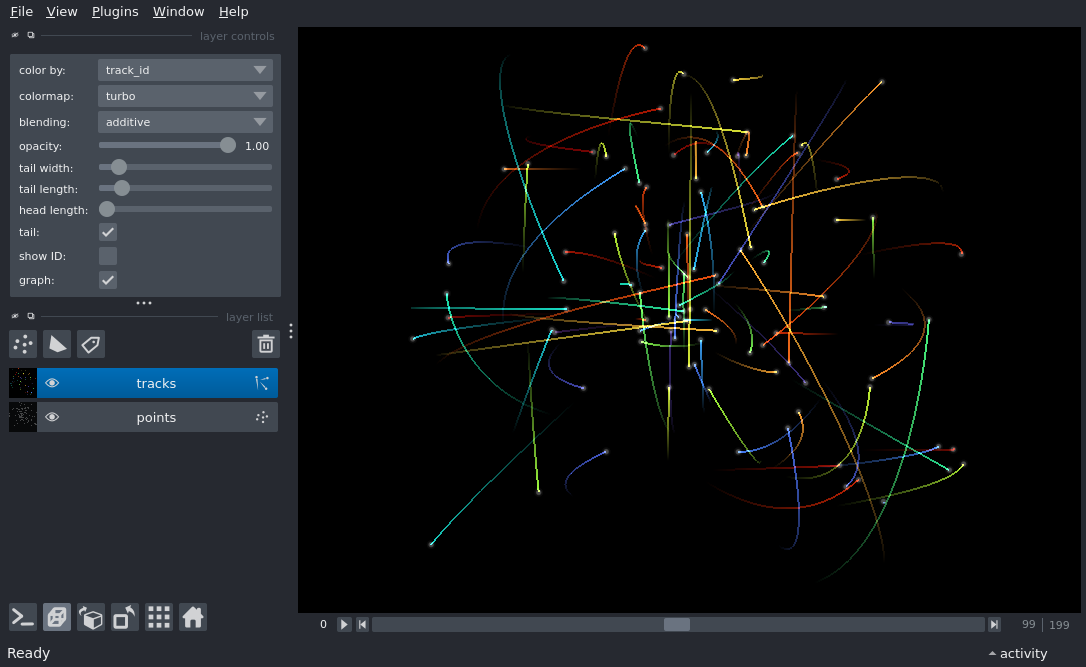 File View Plugins Window Help
layer controls
color by: track_id
colormap: turbo
blending: additive
opacity: 1.00
tail width:
tail length:
head length:
tail:
show ID:
graph:
layer list
tracks
points
0 99 199
Ready activity